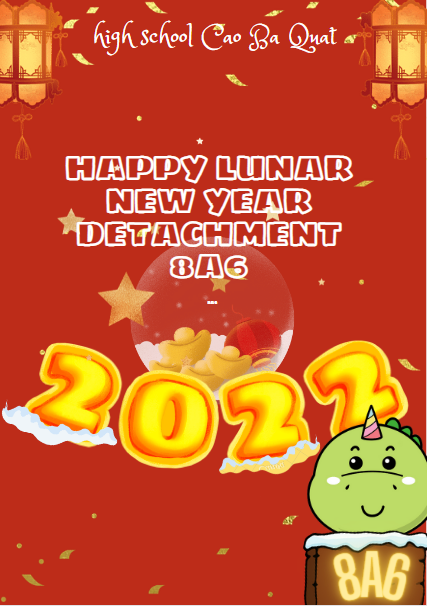 high school Cao Ba Quat
HAPPY LUNAR
NEW YEAR
DETACHMENT
8A6
...
2022
8A6